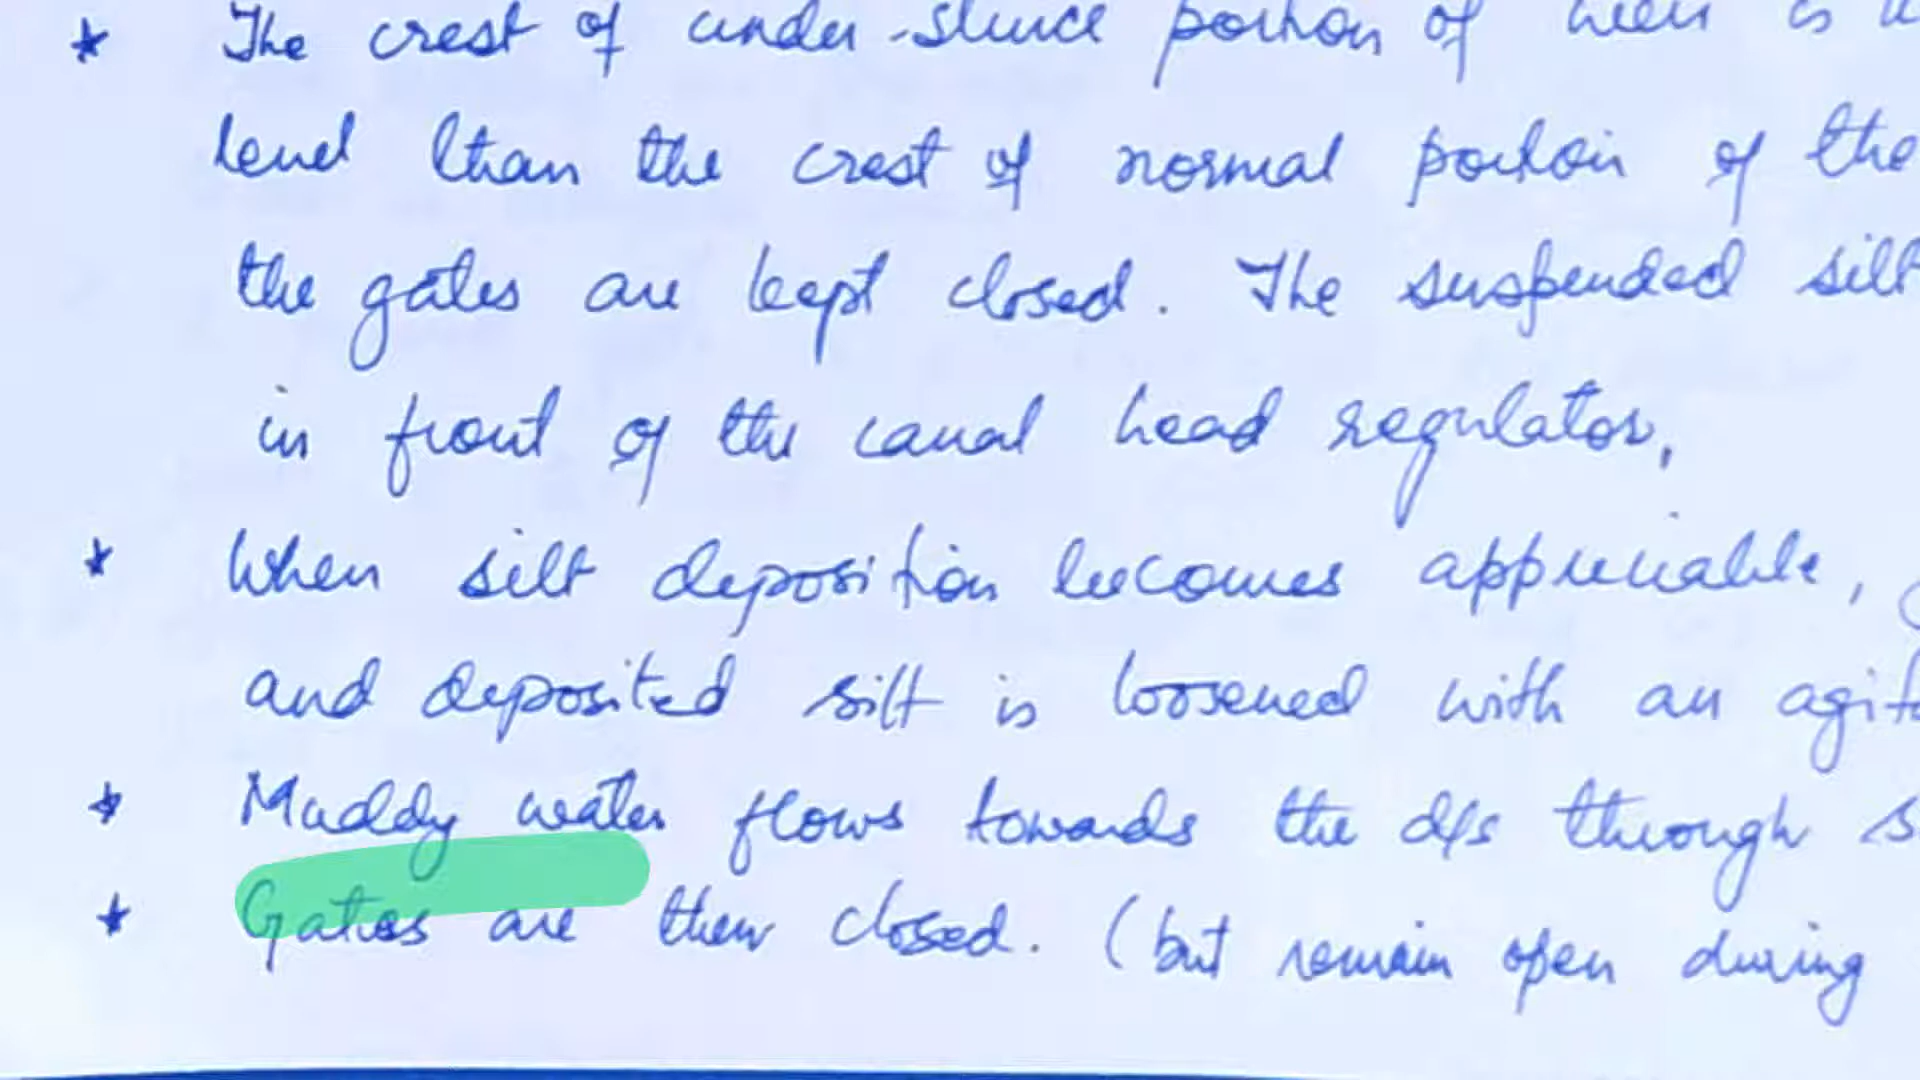 * The crest of under-sluice portion of weir is
level than the crest of normal portion of the
the gates are kept closed. The suspended silt
in front of the canal head regulator,
* When silt deposition becomes appreciable,
and deposited silt is loosened with an
* Muddy water flows towards the d/s through
* Gates are then closed. (but remain open during